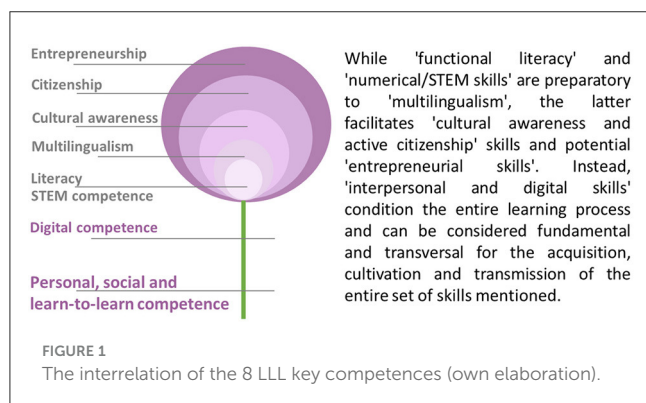 Entrepreneurship
Citizenship
Cultural awareness
Multilingualism
Literacy
STEM competence
Digital competence
Personal, social and
learn-to-learn competence
While 'functional literacy' and
'numerical/STEM skills' are preparatory
to 'multilingualism', the latter
facilitates 'cultural awareness and
active citizenship' skills and potential
'entrepreneurial skills'. Instead,
'interpersonal and digital skills'
condition the entire learning process
and can be considered fundamental
and transversal for the acquisition,
cultivation and transmission of the
entire set of skills mentioned.
FIGURE 1
The interrelation of the 8 LLL key competences (own elaboration).